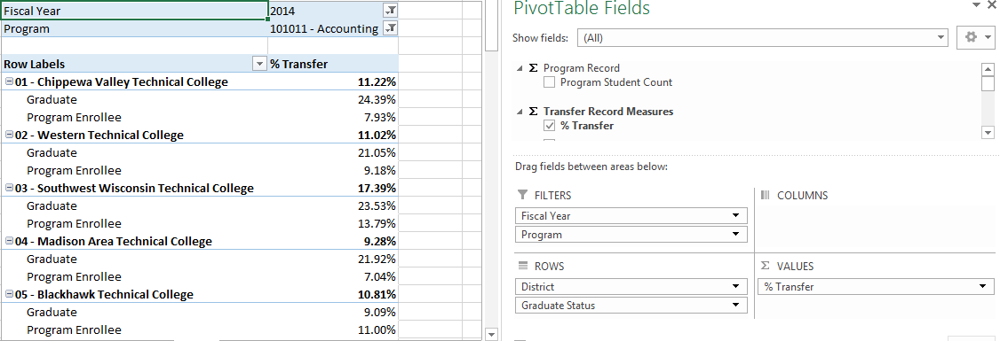 Fiscal Year 2014
Program 101011 - Accounting
Row Labels % Transfer
01 - Chippewa Valley Technical College 11.22%
Graduate 24.39%
Program Enrollee 7.93%
02 - Western Technical College 11.02%
Graduate 21.05%
Program Enrollee 9.18%
03 - Southwest Wisconsin Technical College 17.39%
Graduate 23.53%
Program Enrollee 13.79%
04 - Madison Area Technical College 9.28%
Graduate 21.92%
Program Enrollee 7.04%
05 - Blackhawk Technical College 10.81%
Graduate 9.09%
Program Enrollee 11.00%
PivotTable Fields
Show fields: (All)
Σ Program Record
Program Student Count
Σ Transfer Record Measures
% Transfer
Drag fields between areas below:
FILTERS
Fiscal Year
Program
COLUMNS
ROWS
District
Graduate Status
Σ VALUES
% Transfer